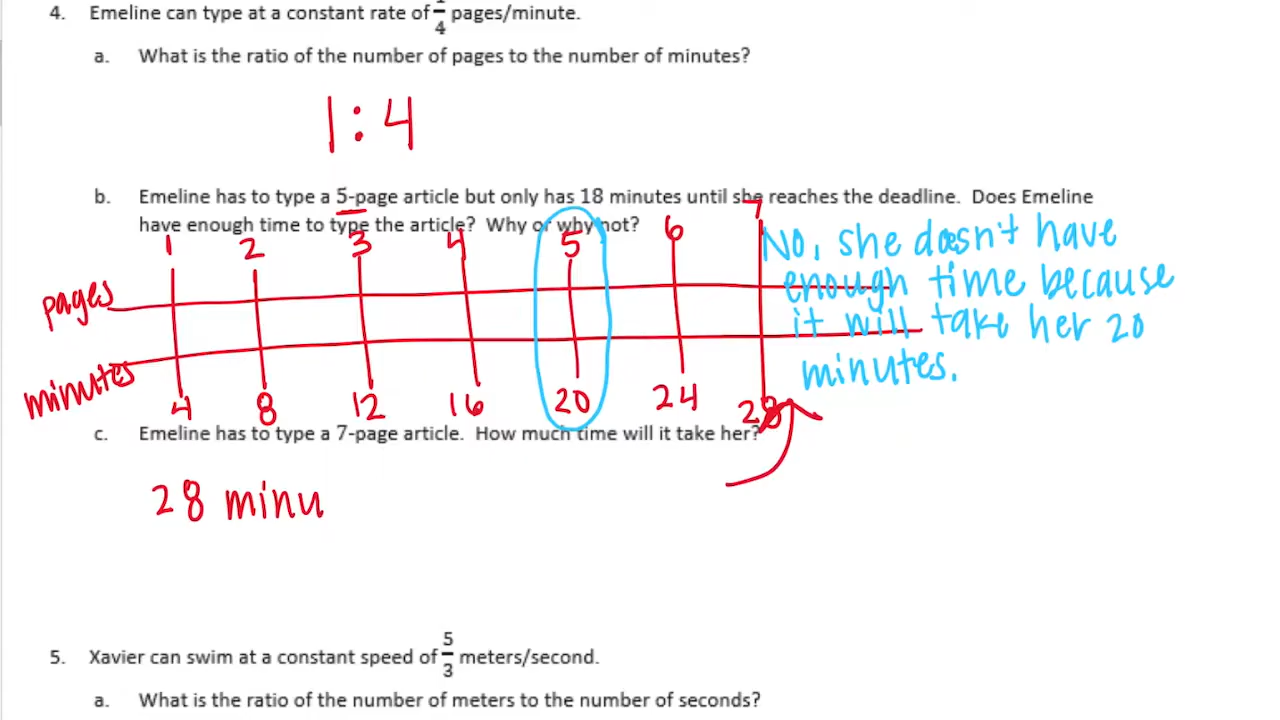 4. Emeline can type at a constant rate of 1/4 pages/minute.
a. What is the ratio of the number of pages to the number of minutes?
1:4
b. Emeline has to type a 5-page article but only has 18 minutes until she reaches the deadline. Does Emeline
have enough time to type the article? Why or why not?
1 2 3 4 5 6 7
pages
minutes
4 8 12 16 20 24 28
No, she doesn't have
enough time because
it will take her 20
minutes.
c. Emeline has to type a 7-page article. How much time will it take her?
28 minu
5. Xavier can swim at a constant speed of 5/3 meters/second.
a. What is the ratio of the number of meters to the number of seconds?